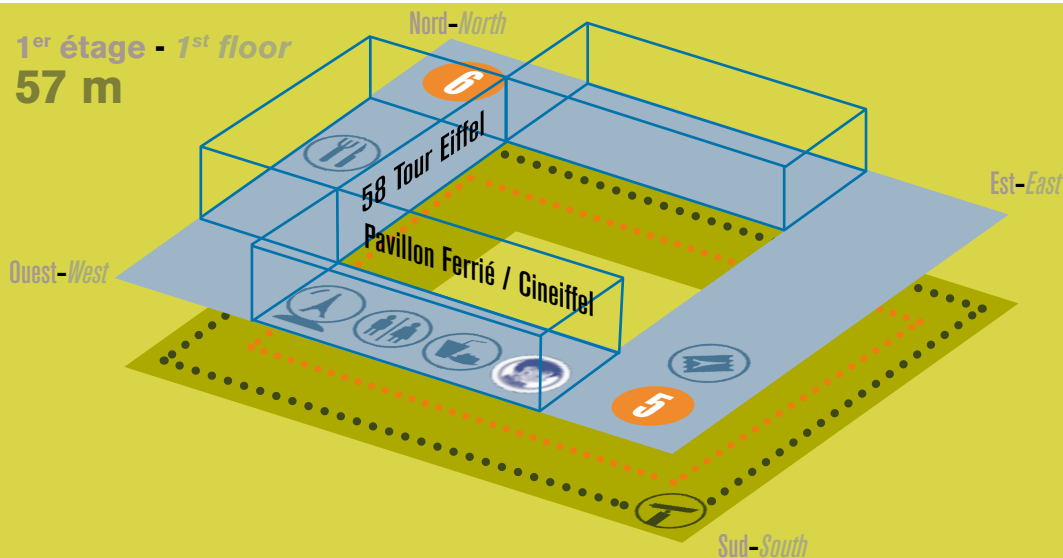 Nord-North
1er étage - 1st floor
57 m
6
58 Tour Eiffel
Est-East
Pavillon Ferrié / Cineiffel
Ouest-West
5
Sud-South